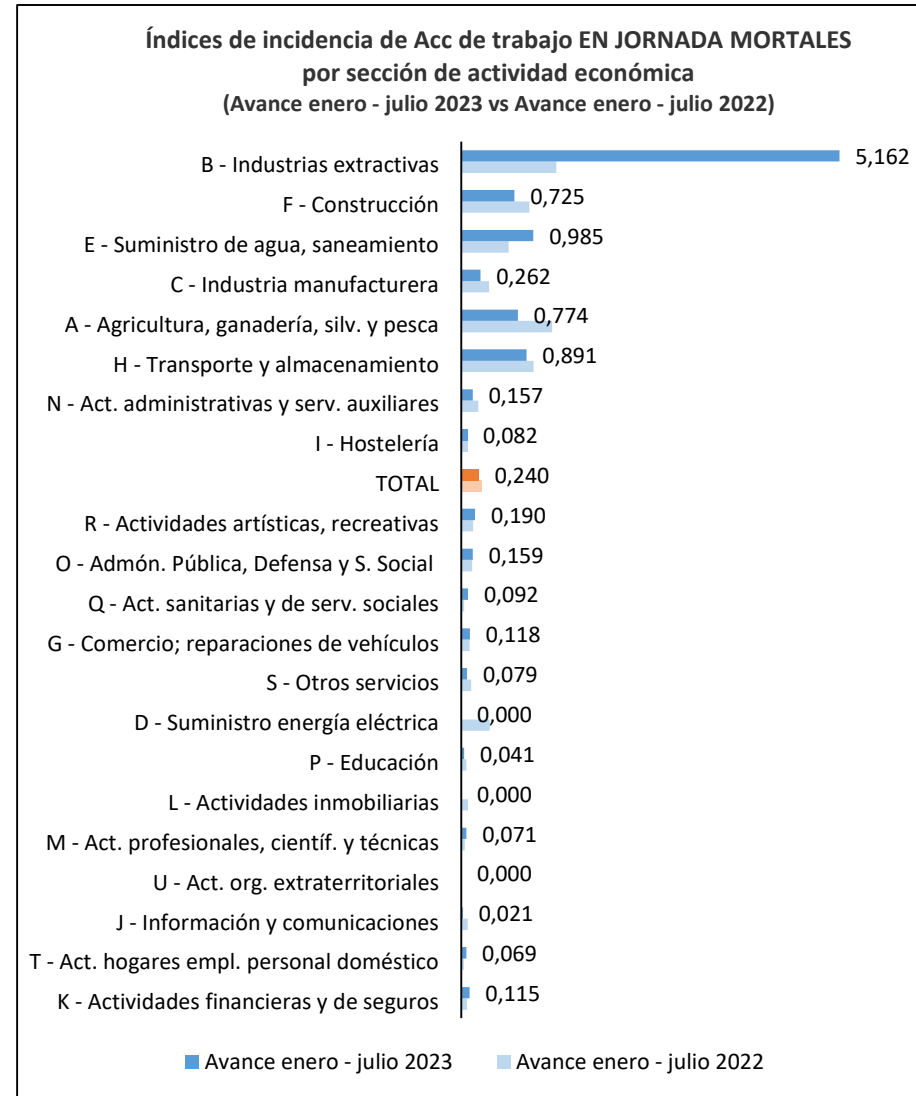 Índices de incidencia de Acc de trabajo EN JORNADA MORTALES
por sección de actividad económica
(Avance enero - julio 2023 vs Avance enero - julio 2022)
B - Industrias extractivas 5,162
F - Construcción 0,725
E - Suministro de agua, saneamiento 0,985
C - Industria manufacturera 0,262
A - Agricultura, ganadería, silv. y pesca 0,774
H - Transporte y almacenamiento 0,891
N - Act. administrativas y serv. auxiliares 0,157
I - Hostelería 0,082
TOTAL 0,240
R - Actividades artísticas, recreativas 0,190
O - Admón. Pública, Defensa y S. Social 0,159
Q - Act. sanitarias y de serv. sociales 0,092
G - Comercio; reparaciones de vehículos 0,118
S - Otros servicios 0,079
D - Suministro energía eléctrica 0,000
P - Educación 0,041
L - Actividades inmobiliarias 0,000
M - Act. profesionales, científ. y técnicas 0,071
U - Act. org. extraterritoriales 0,000
J - Información y comunicaciones 0,021
T - Act. hogares empl. personal doméstico 0,069
K - Actividades financieras y de seguros 0,115
Avance enero - julio 2023 Avance enero - julio 2022